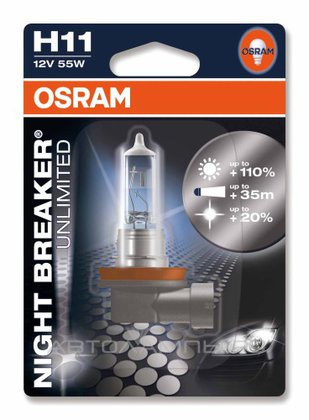 H11
12V 55W
OSRAM
OSRAM
NIGHT BREAKER®
UNLIMITED
up to
+ 110%
up to
+ 35m
up to
+ 20%